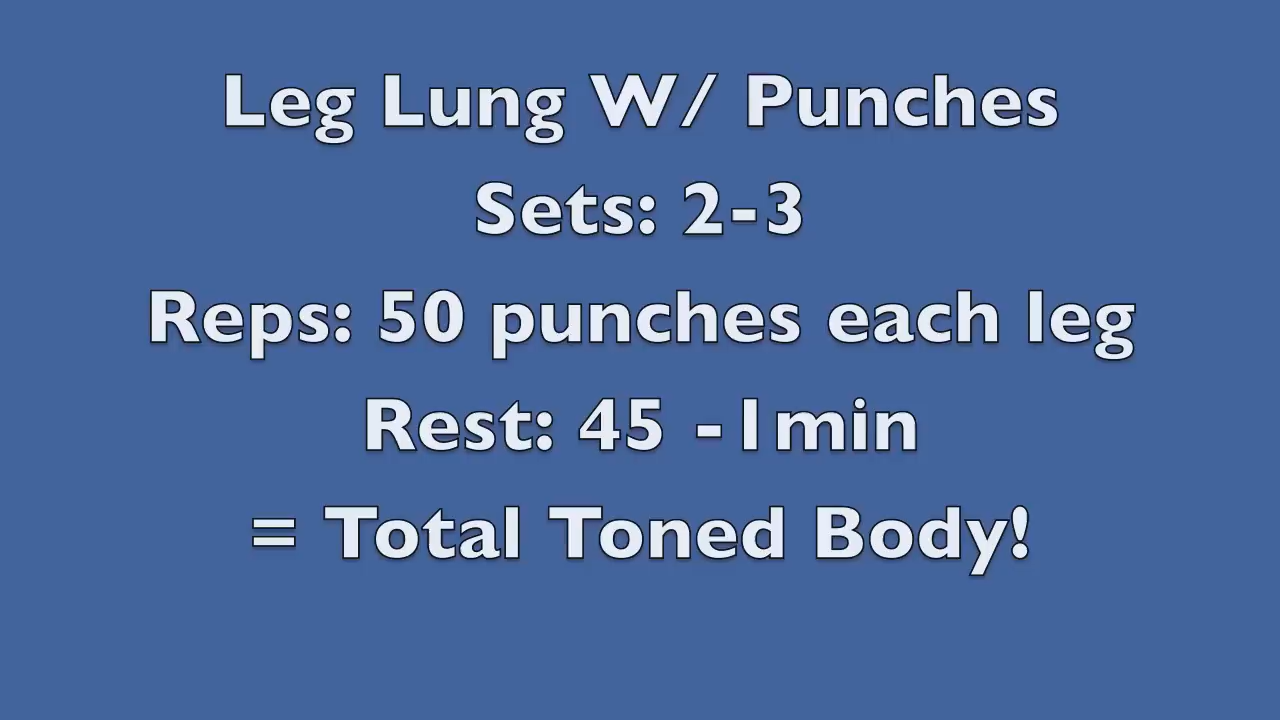 Leg Lung W/ Punches
Sets: 2-3
Reps: 50 punches each leg
Rest: 45 -1min
= Total Toned Body!